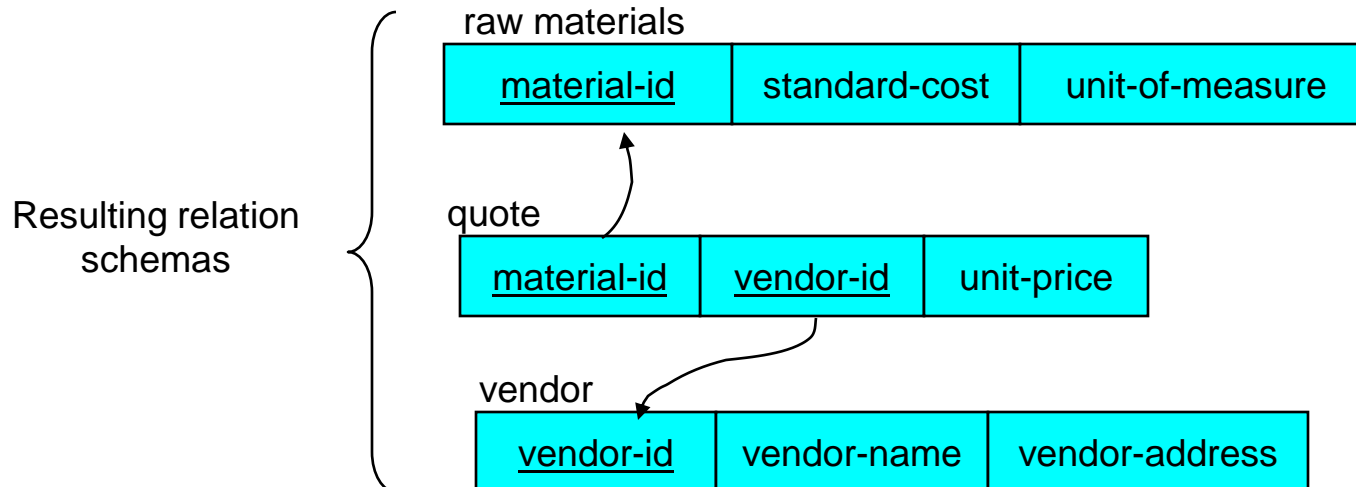 raw materials
material-id standard-cost unit-of-measure
Resulting relation
schemas
quote
material-id vendor-id unit-price
vendor
vendor-id vendor-name vendor-address